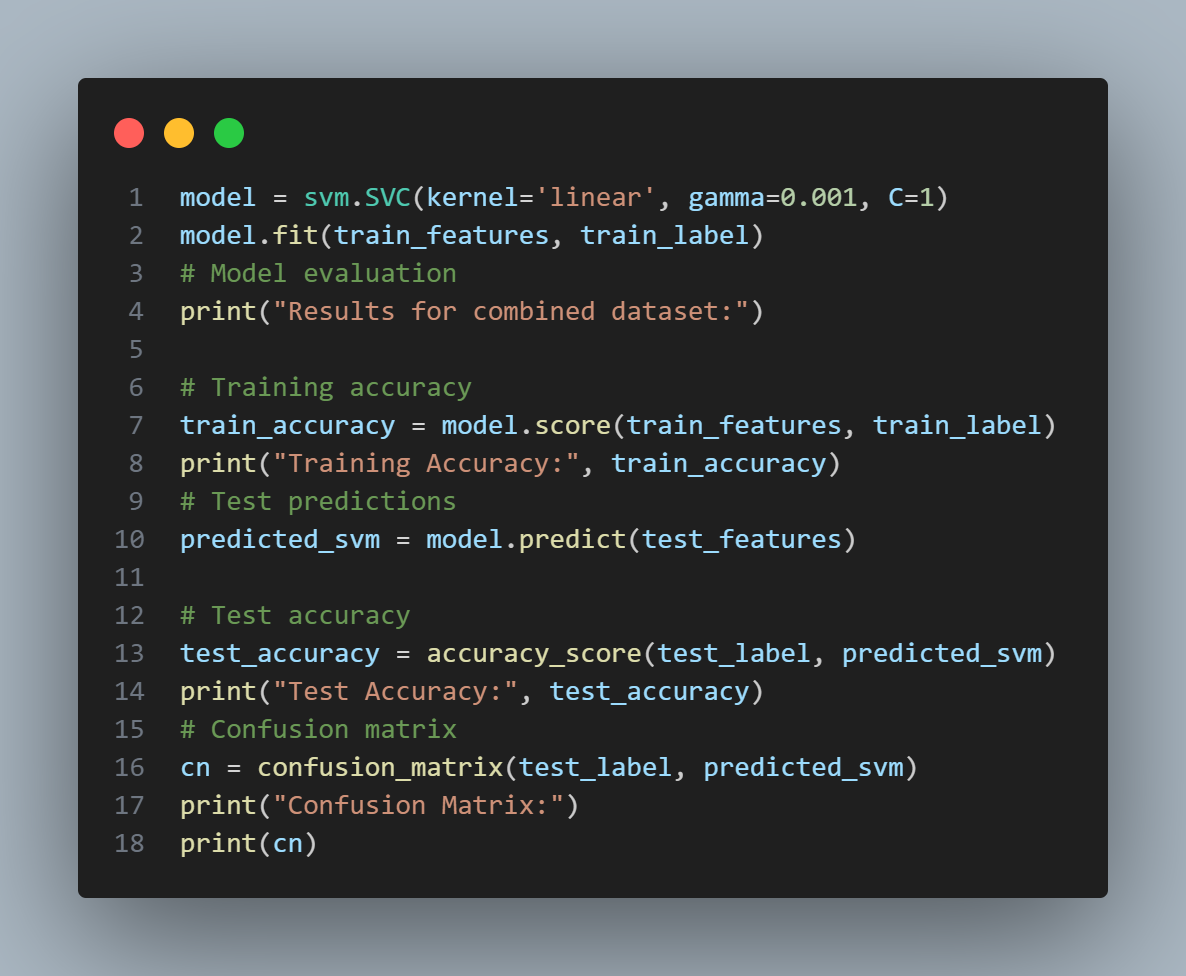 1 model = svm.SVC(kernel='linear', gamma=0.001, C=1)
2 model.fit(train_features, train_label)
3 # Model evaluation
4 print("Results for combined dataset:")
5
6 # Training accuracy
7 train_accuracy = model.score(train_features, train_label)
8 print("Training Accuracy:", train_accuracy)
9 # Test predictions
10 predicted_svm = model.predict(test_features)
11
12 # Test accuracy
13 test_accuracy = accuracy_score(test_label, predicted_svm)
14 print("Test Accuracy:", test_accuracy)
15 # Confusion matrix
16 cn = confusion_matrix(test_label, predicted_svm)
17 print("Confusion Matrix:")
18 print(cn)